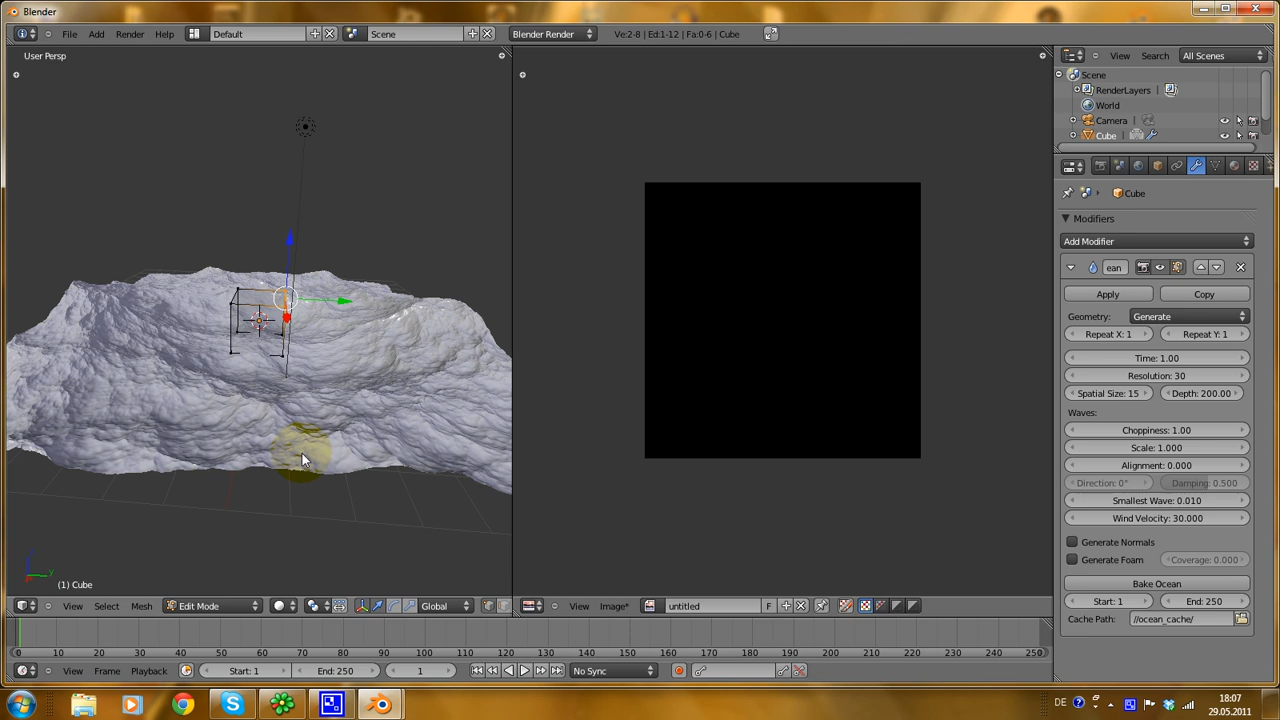 Blender
File Add Render Help Default Scene Blender Render Ve:2-8 | Ed:1-12 | Fa:0-6 | Cube
User Persp
View Search All Scenes
Scene
RenderLayers
World
Camera
Cube
Cube
Modifiers
Add Modifier
ean
Apply Copy
Geometry: Generate
Repeat X: 1 Repeat Y: 1
Time: 1.00
Resolution: 30
Spatial Size: 15 Depth: 200.00
Waves:
Choppiness: 1.00
Scale: 1.000
Alignment: 0.000
Direction: 0° Damping: 0.500
Smallest Wave: 0.010
Wind Velocity: 30.000
Generate Normals
Generate Foam Coverage: 0.000
Bake Ocean
Start: 1 End: 250
Cache Path: //ocean_cache/
(1) Cube
View Select Mesh Edit Mode Global View Image* untitled F
0 10 20 30 40 50 60 70 80 90 100 110 120 130 140 150 160 170 180 190 200 210 220 230 240 250
View Frame Playback Start: 1 End: 250 1 No Sync
DE 18:07
29.05.2011